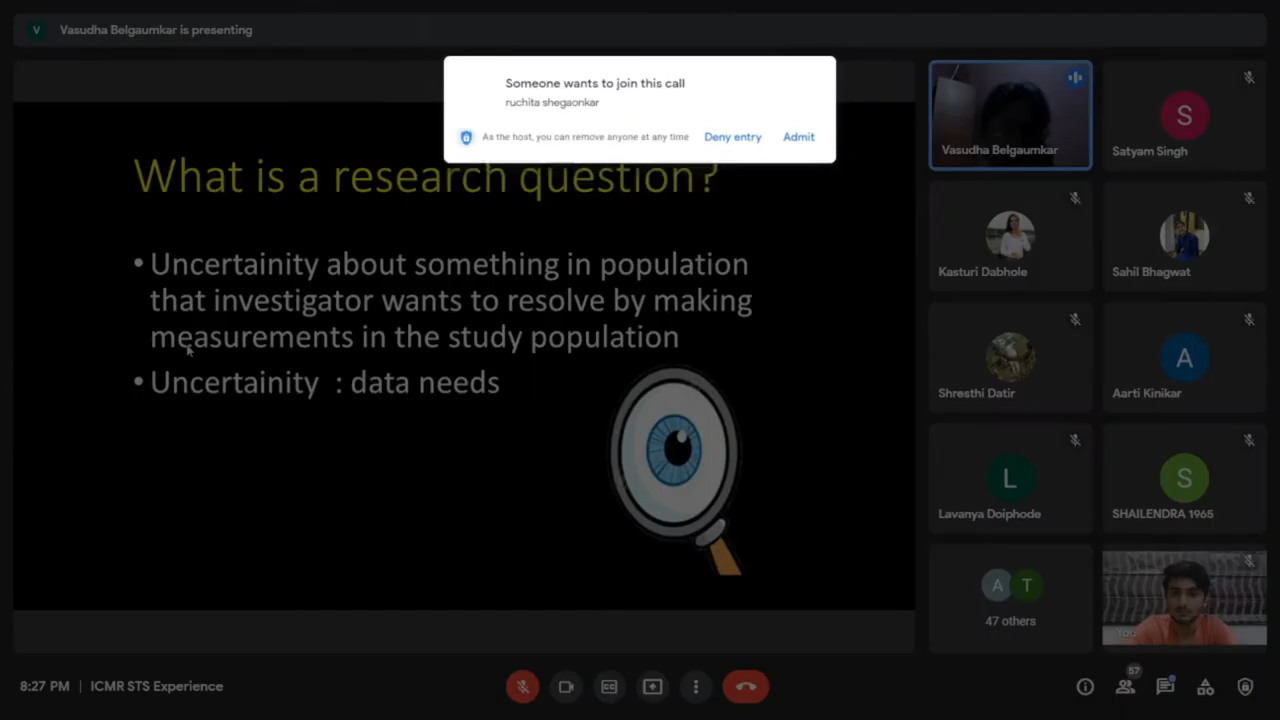 V
Vasudha Belgaumkar is presenting
Someone wants to join this call
ruchita shegaonkar
As the host, you can remove anyone at any time
Deny entry
Admit
What is a research question?
• Uncertainity about something in population
that investigator wants to resolve by making
measurements in the study population
• Uncertainity : data needs
Vasudha Belgaumkar
S
Satyam Singh
Kasturi Dabhole
Sahil Bhagwat
Shresthi Datir
A
Aarti Kinikar
L
Lavanya Doiphode
S
SHAILENDRA 1965
A
T
47 others
You
8:27 PM | ICMR STS Experience
CC
57